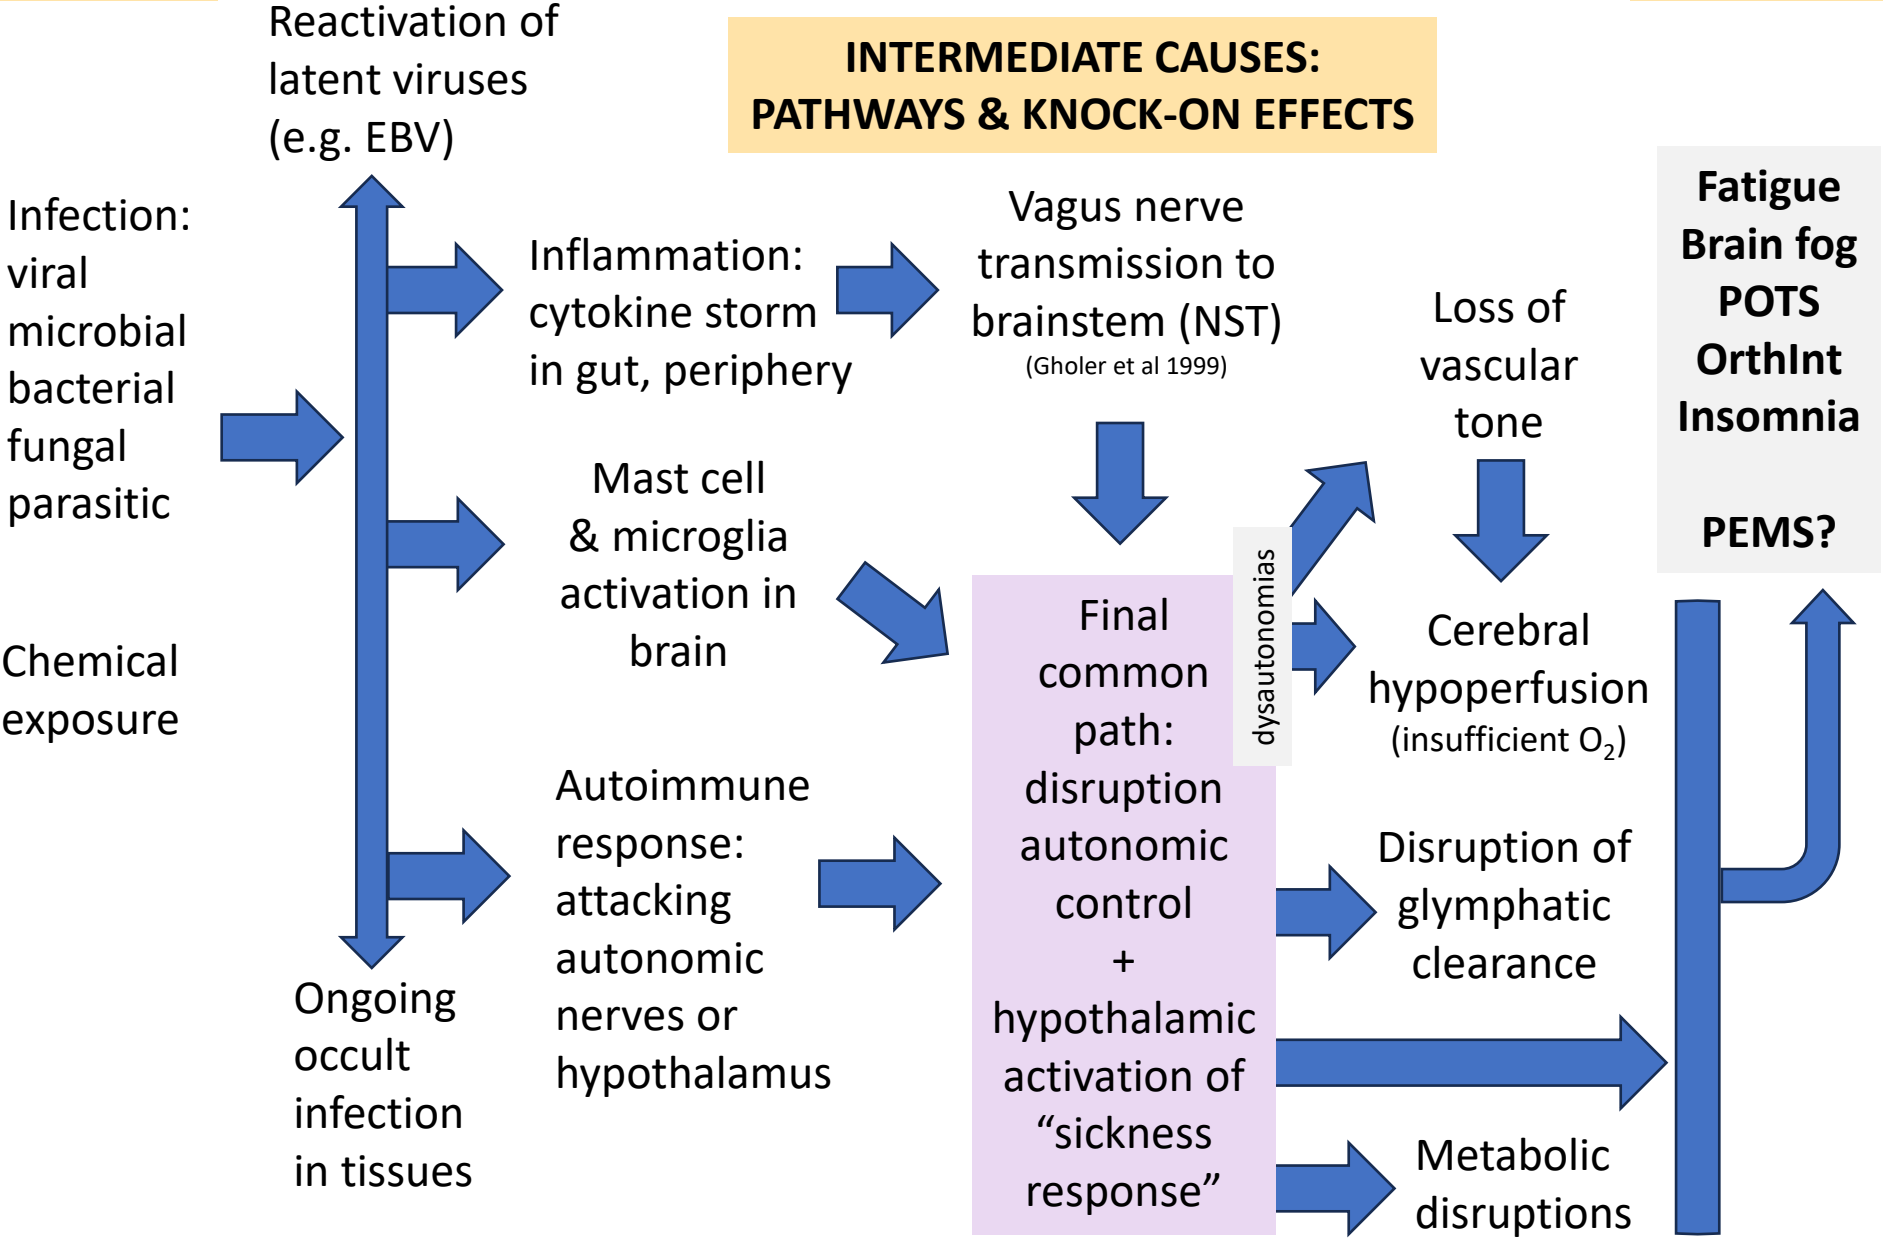 Reactivation of
latent viruses
(e.g. EBV)
INTERMEDIATE CAUSES:
PATHWAYS & KNOCK-ON EFFECTS
Infection:
viral
microbial
bacterial
fungal
parasitic
Chemical
exposure
Inflammation:
cytokine storm
in gut, periphery
Mast cell
& microglia
activation in
brain
Autoimmune
response:
attacking
autonomic
nerves or
hypothalamus
Ongoing
occult
infection
in tissues
Vagus nerve
transmission to
brainstem (NST)
(Gholer et al 1999)
Final
common
path:
disruption
autonomic
control
+
hypothalamic
activation of
“sickness
response”
dysautonomias
Loss of
vascular
tone
Cerebral
hypoperfusion
(insufficient O₂)
Disruption of
glymphatic
clearance
Metabolic
disruptions
Fatigue
Brain fog
POTS
OrthInt
Insomnia
PEMS?